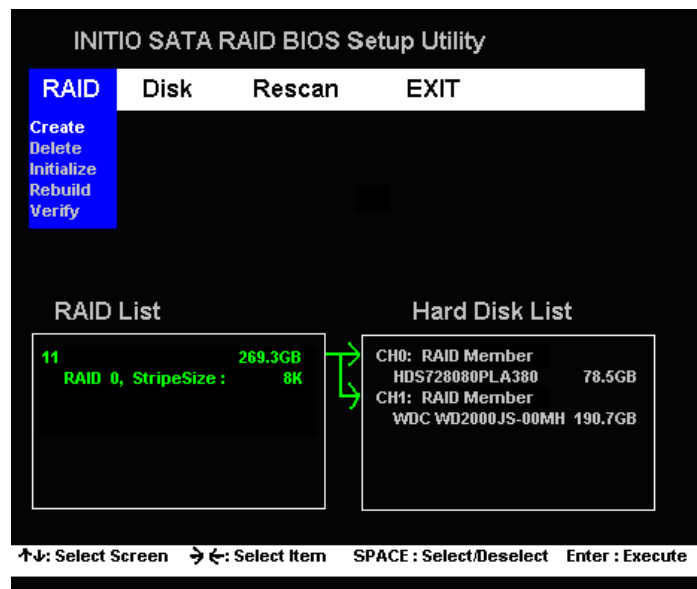 INITIO SATA RAID BIOS Setup Utility
RAID Disk Rescan EXIT
Create
Delete
Initialize
Rebuild
Verify
RAID List
11 269.3GB
RAID 0, StripeSize : 8K
Hard Disk List
CH0: RAID Member
HDS728080PLA380 78.5GB
CH1: RAID Member
WDC WD2000JS-00MH 190.7GB
↑↓: Select Screen →←: Select Item SPACE : Select/Deselect Enter : Execute